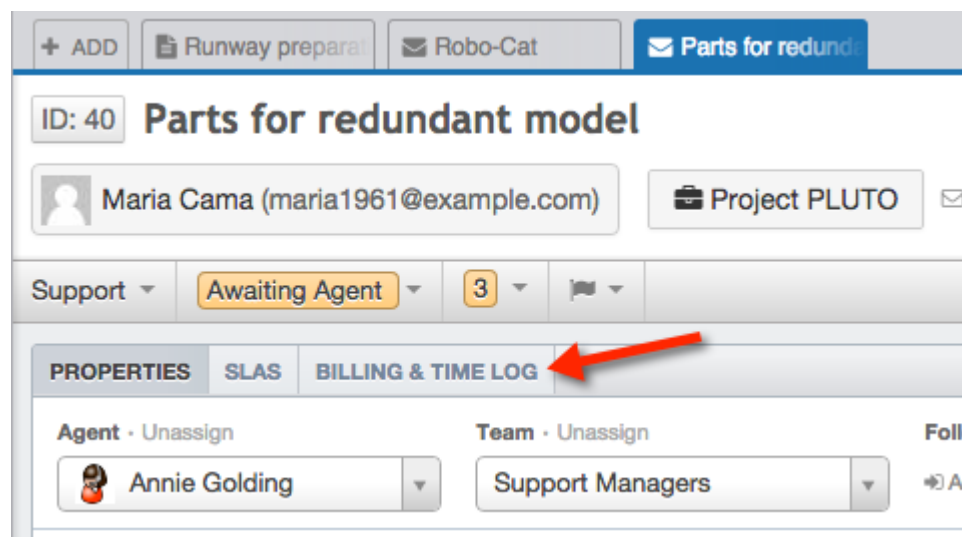 + ADD Runway preparat Robo-Cat Parts for redunda
ID: 40 Parts for redundant model
Maria Cama (maria1961@example.com) Project PLUTO
Support Awaiting Agent 3
PROPERTIES SLAS BILLING & TIME LOG
Agent · Unassign Team · Unassign Foll
Annie Golding Support Managers A